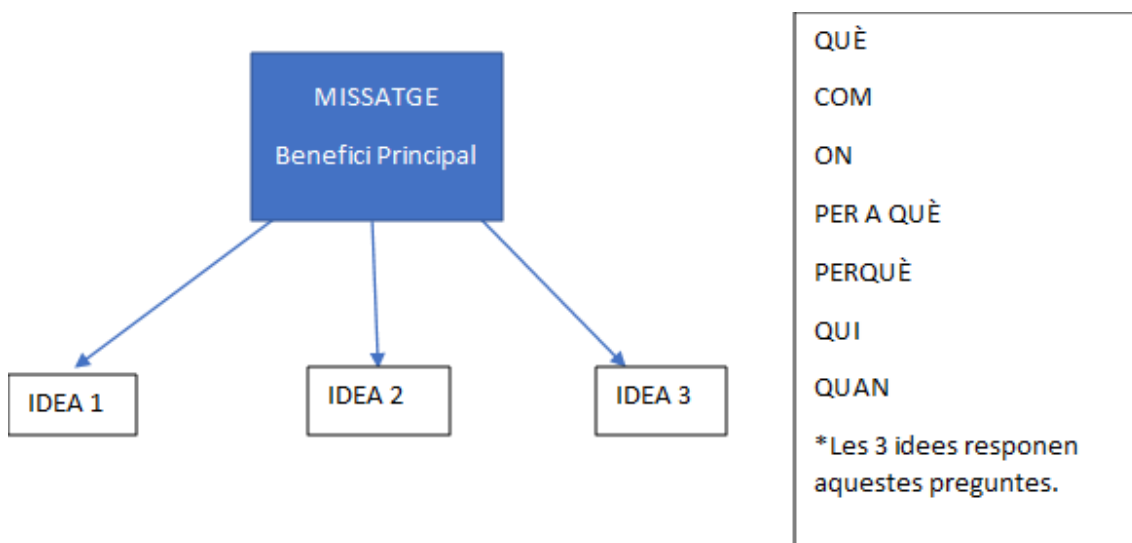 MISSATGE
Benefici Principal
IDEA 1
IDEA 2
IDEA 3
QUÈ
COM
ON
PER A QUÈ
PERQUÈ
QUI
QUAN
*Les 3 idees responen
aquestes preguntes.